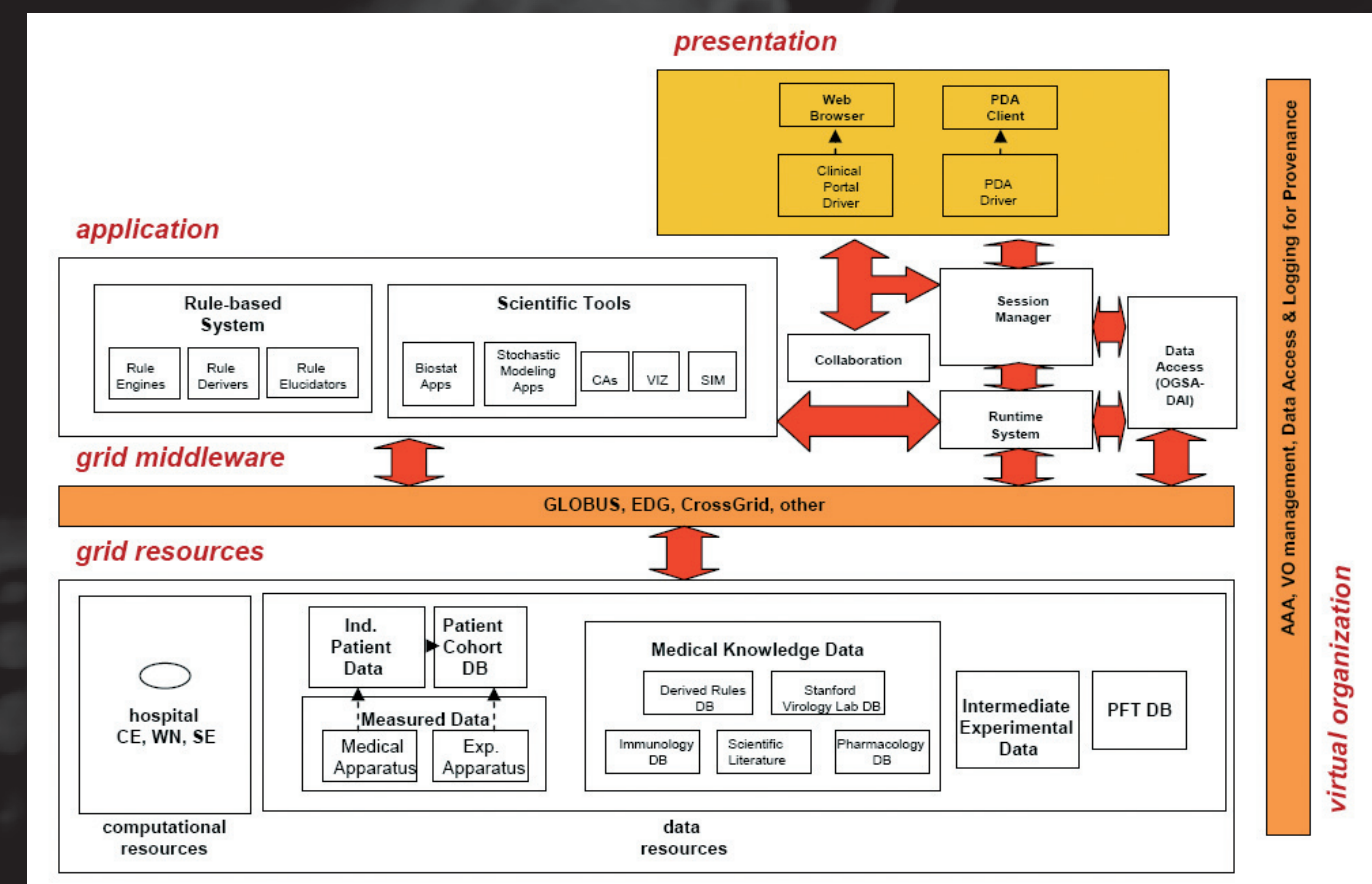 presentation
Web
Browser
PDA
Client
Clinical
Portal
Driver
PDA
Driver
application
Rule-based
System
Rule
Engines
Rule
Derivers
Rule
Elucidators
Scientific Tools
Biostat
Apps
Stochastic
Modeling
Apps
CAs
VIZ
SIM
Collaboration
Session
Manager
Runtime
System
Data
Access
(OGSA-
DAI)
grid middleware
GLOBUS, EDG, CrossGrid, other
grid resources
hospital
CE, WN, SE
computational
resources
Ind.
Patient
Data
Patient
Cohort
DB
Measured Data
Medical
Apparatus
Exp.
Apparatus
Medical Knowledge Data
Derived Rules
DB
Stanford
Virology Lab DB
Immunology
DB
Scientific
Literature
Pharmacology
DB
Intermediate
Experimental
Data
PFT DB
data
resources
AAA, VO management, Data Access & Logging for Provenance
virtual organization